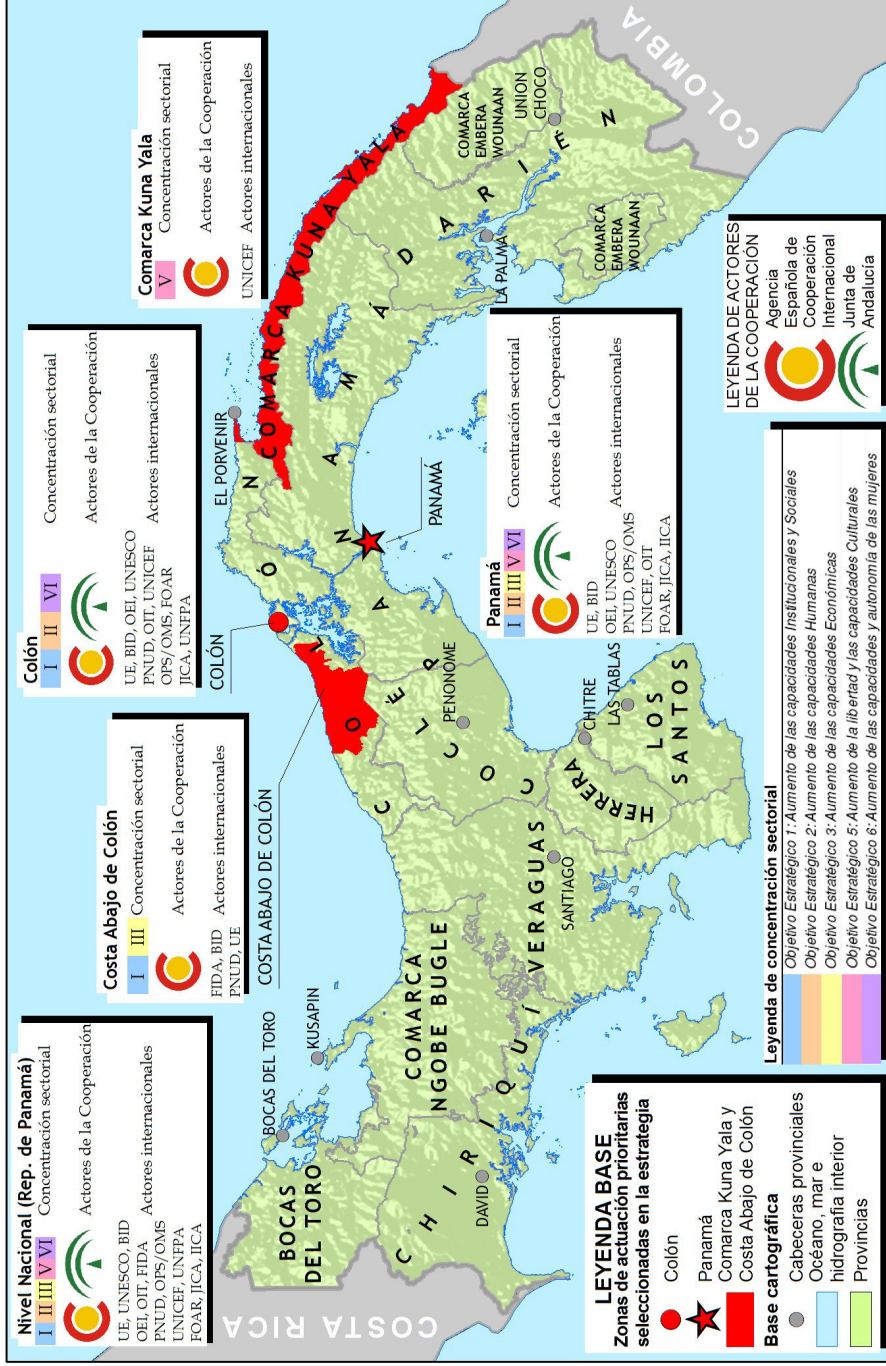 Nivel Nacional (Rep. de Panamá)
I II III V VI Concentración sectorial
Actores de la Cooperación
UE, UNESCO, BID
OEI, OIT, FIDA
PNUD, OPS/OMS
UNICEF, UNFPA
FOAR, JICA, IICA
Actores internacionales
Costa Abajo de Colón
I III Concentración sectorial
Actores de la Cooperación
FIDA, BID
PNUD, UE
Actores internacionales
Colón
I II VI
Concentración sectorial
Actores de la Cooperación
UE, BID, OEI, UNESCO
PNUD, OIT, UNICEF
OPS/OMS, FOAR
JICA, UNFPA
Actores internacionales
Comarca Kuna Yala
V Concentración sectorial
Actores de la Cooperación
UNICEF Actores internacionales
COSTA RICA
BOCAS DEL TORO
KUSAPIN
COSTA ABAJO DE COLÓN
COLÓN
EL PORVENIR
BOCAS
DEL TORO
COMARCA
NGOBE BUGLE
CHIRIQUÍ
DAVID
VERAGUAS
SANTIAGO
COCLÉ
PENONOME
HERRERA
CHITRE
LAS TABLAS
LOS
SANTOS
COLÓN
PANAMÁ
PANAMÁ
COMARCA KUNA YALA
DARIÉN
LA PALMA
COMARCA
EMBERA
WOUNAAN
UNION
CHOCO
COMARCA
EMBERA
WOUNAAN
COLOMBIA
Panamá
I II III V VI
Concentración sectorial
Actores de la Cooperación
UE, BID
OEI, UNESCO
PNUD, OPS/OMS
UNICEF, OIT
FOAR, JICA, IICA
Actores internacionales
LEYENDA BASE
Zonas de actuación prioritarias
seleccionadas en la estrategia
Colón
Panamá
Comarca Kuna Yala y
Costa Abajo de Colón
Base cartográfica
Cabeceras provinciales
Océano, mar e
hidrografia interior
Provincias
Leyenda de concentración sectorial
Objetivo Estratégico 1: Aumento de las capacidades Institucionales y Sociales
Objetivo Estratégico 2: Aumento de las capacidades Humanas
Objetivo Estratégico 3: Aumento de las capacidades Económicas
Objetivo Estratégico 5: Aumento de la libertad y las capacidades Culturales
Objetivo Estratégico 6: Aumento de las capacidades y autonomía de las mujeres
LEYENDA DE ACTORES
DE LA COOPERACIÓN
Agencia
Española de
Cooperación
Internacional
Junta de
Andalucía